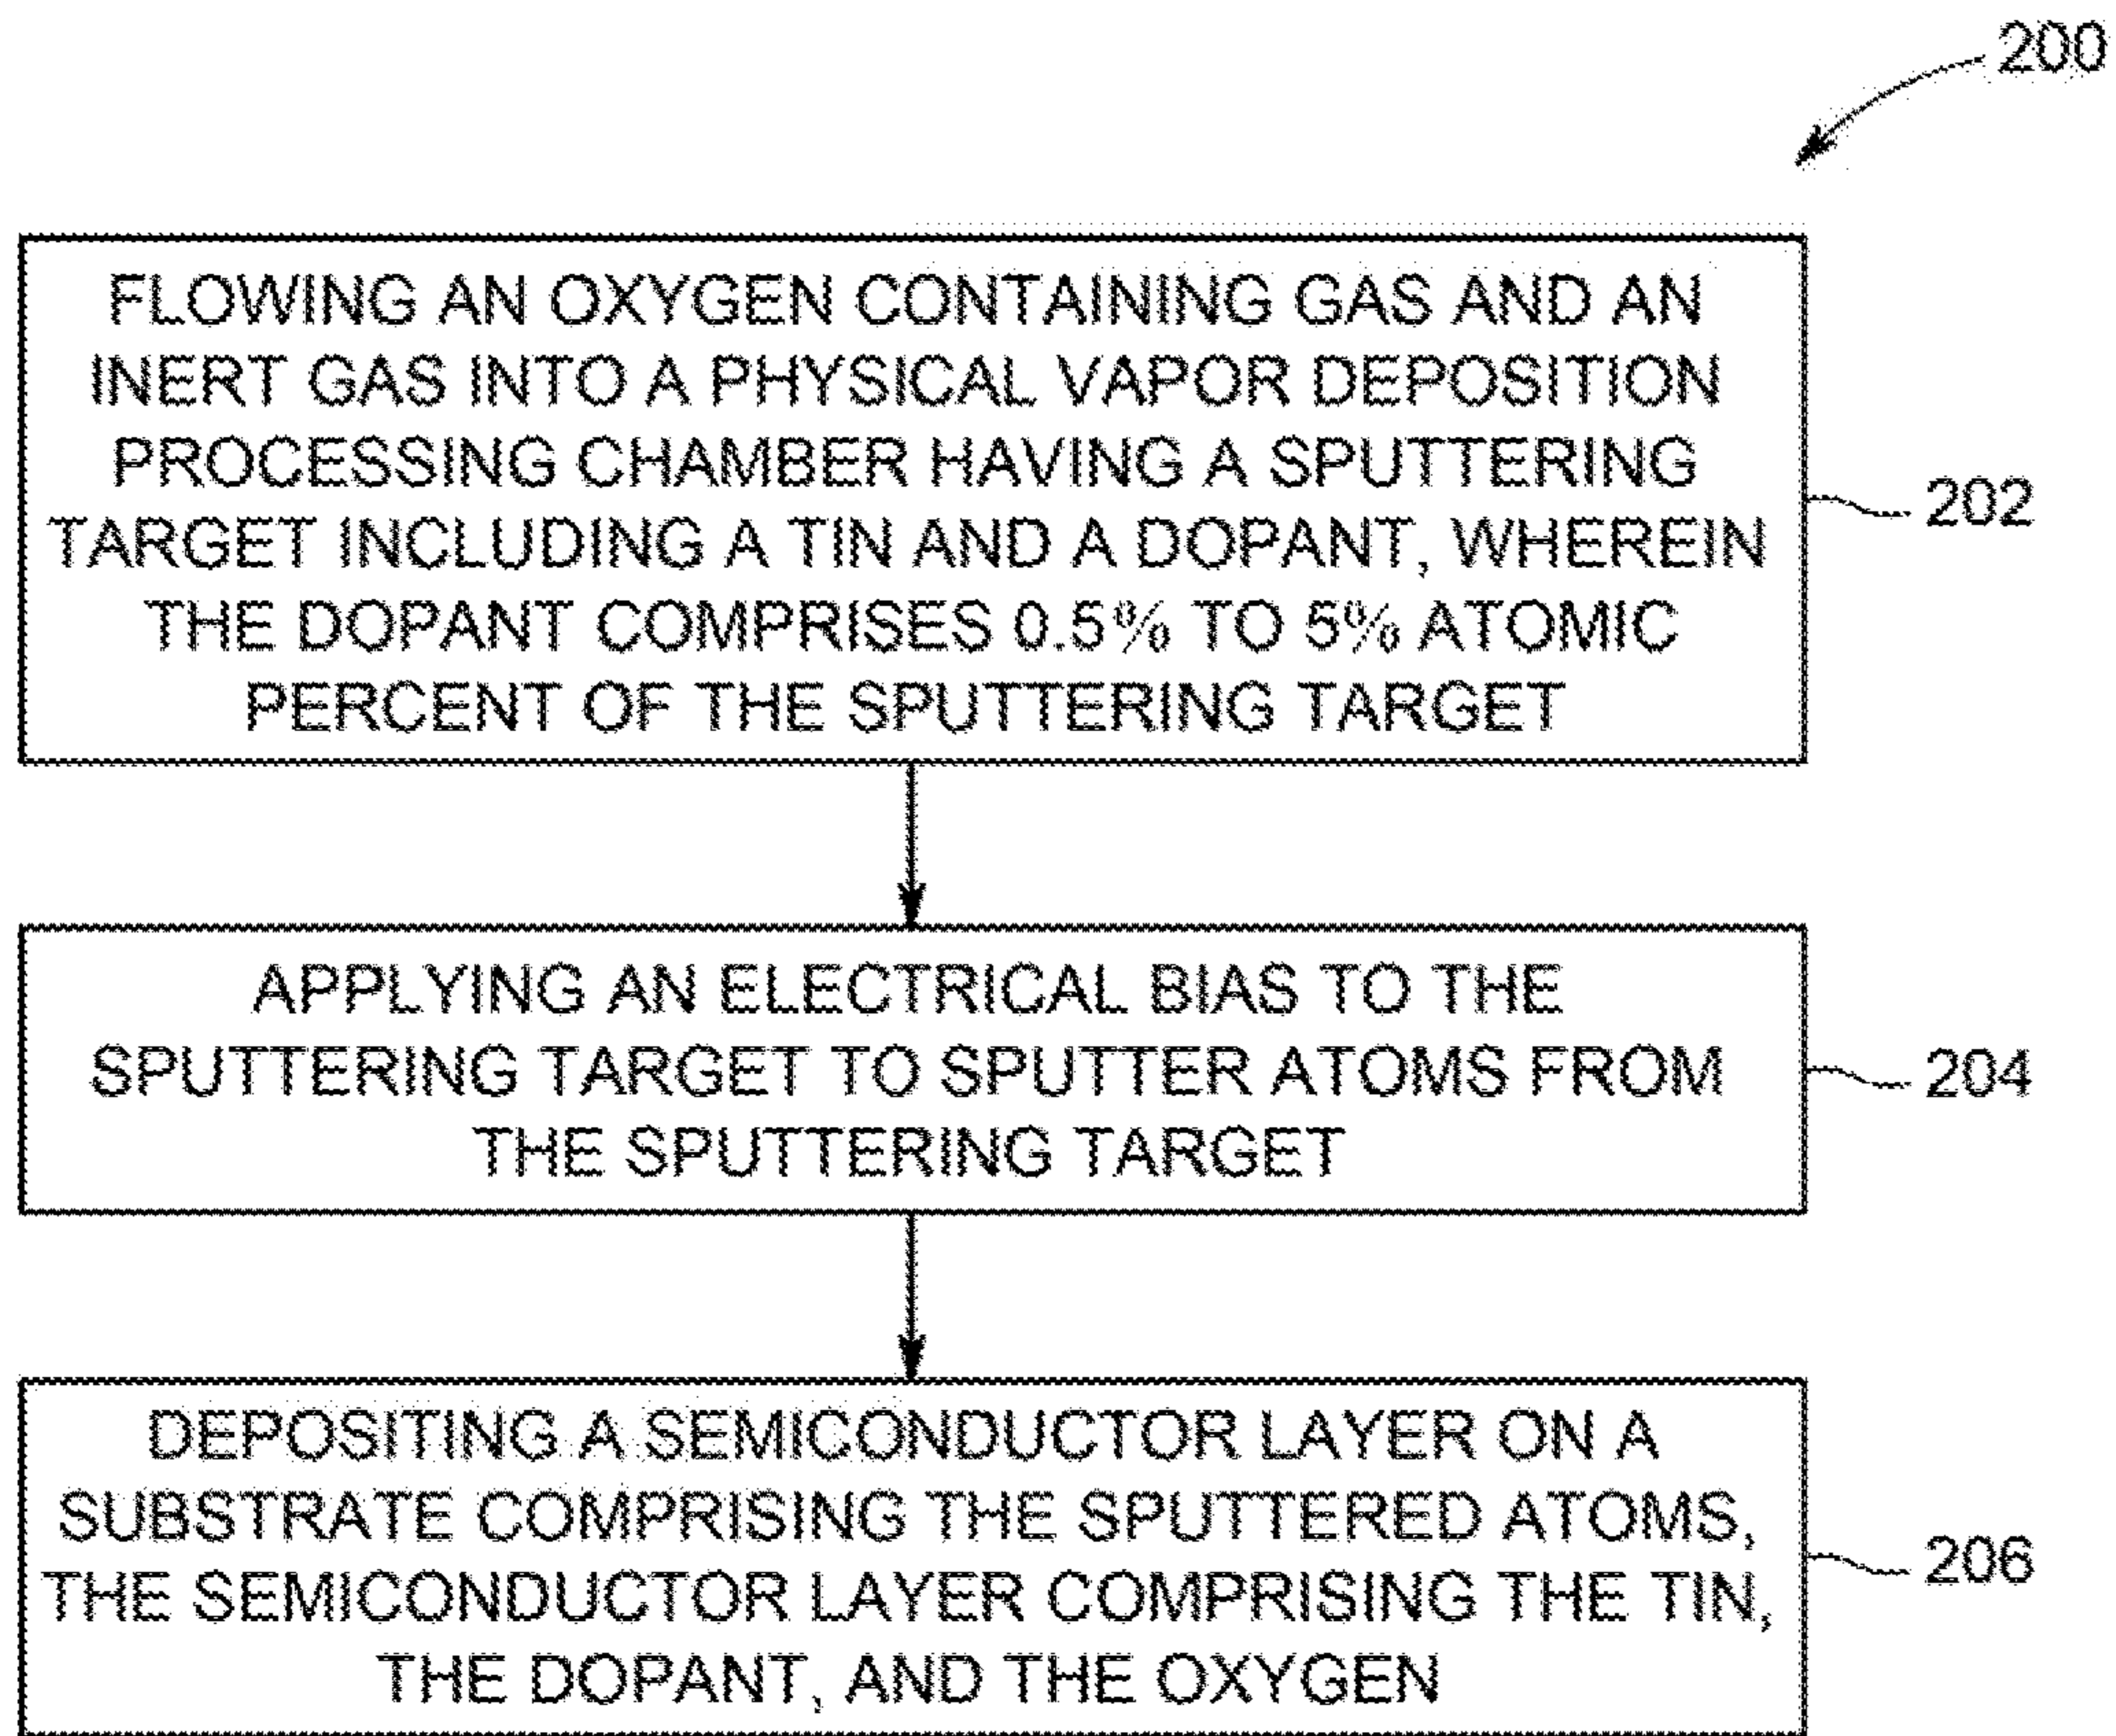 200
FLOWING AN OXYGEN CONTAINING GAS AND AN
INERT GAS INTO A PHYSICAL VAPOR DEPOSITION
PROCESSING CHAMBER HAVING A SPUTTERING
TARGET INCLUDING A TIN AND A DOPANT, WHEREIN
THE DOPANT COMPRISES 0.5% TO 5% ATOMIC
PERCENT OF THE SPUTTERING TARGET
202
APPLYING AN ELECTRICAL BIAS TO THE
SPUTTERING TARGET TO SPUTTER ATOMS FROM
THE SPUTTERING TARGET
204
DEPOSITING A SEMICONDUCTOR LAYER ON A
SUBSTRATE COMPRISING THE SPUTTERED ATOMS,
THE SEMICONDUCTOR LAYER COMPRISING THE TIN,
THE DOPANT, AND THE OXYGEN
206